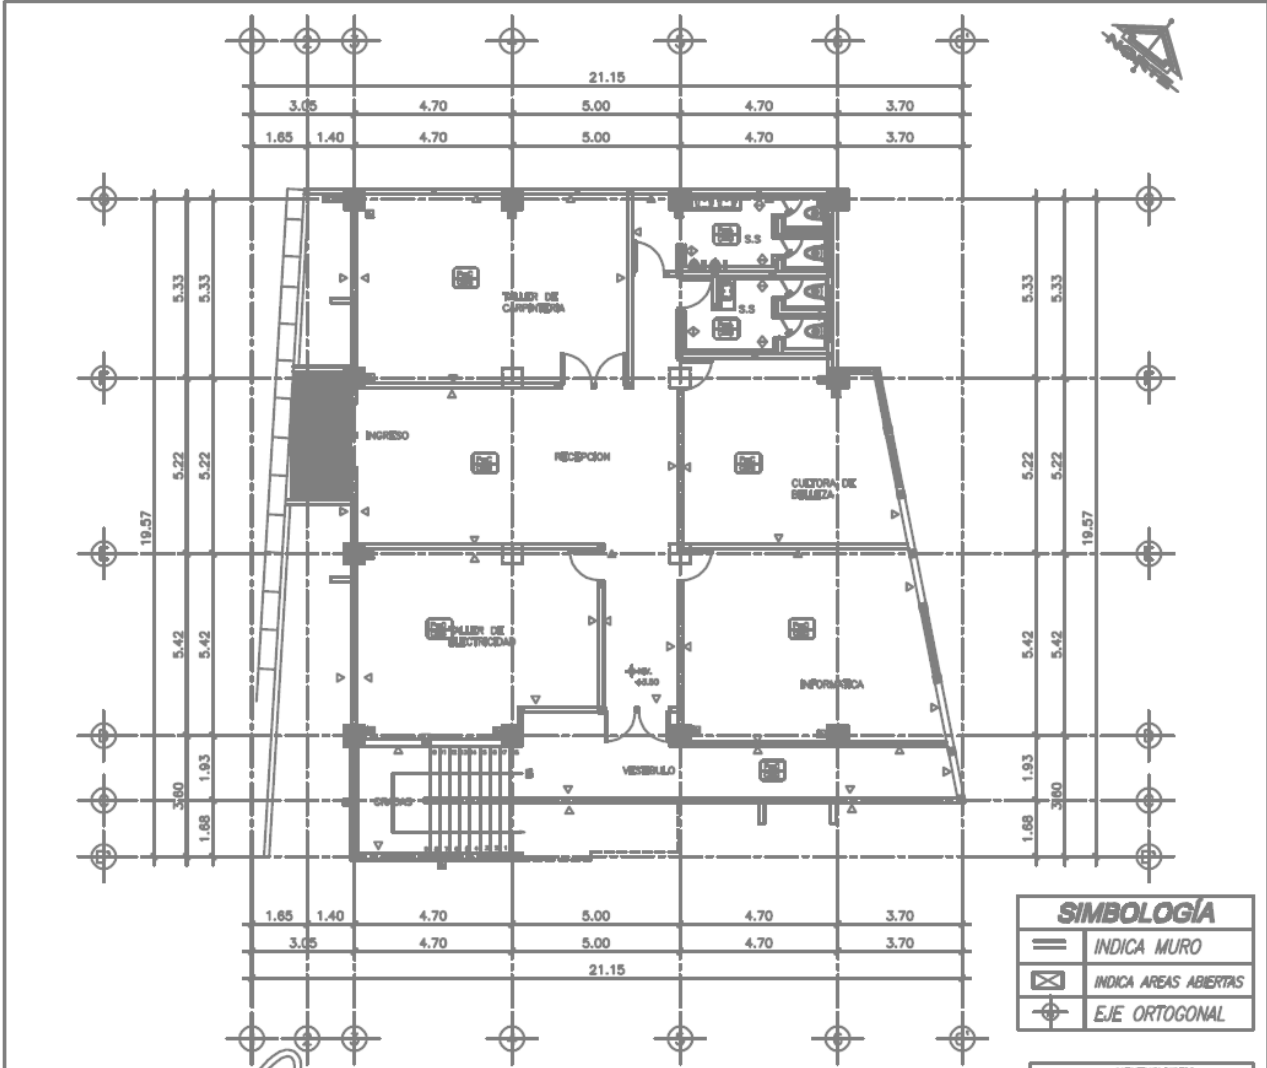 21.15
3.05 4.70 5.00 4.70 3.70
1.65 1.40 4.70 5.00 4.70 3.70
S.S
TALLER DE
CARPINTERIA
S.S
5.33 5.33 5.33 5.33
INGRESO
RECEPCION
CULTORA DE
BELLEZA
5.22 5.22 5.22 5.22
19.57 19.57
TALLER DE
ELECTRICIDAD
5.42 5.42 5.42 5.42
INFORMATICA
VESTIBULO
GRADAS
1.93 1.93
3.60 3.60
1.68 1.68
1.65 1.40 4.70 5.00 4.70 3.70
3.05 4.70 5.00 4.70 3.70
21.15
SIMBOLOGÍA
INDICA MURO
INDICA AREAS ABIERTAS
EJE ORTOGONAL